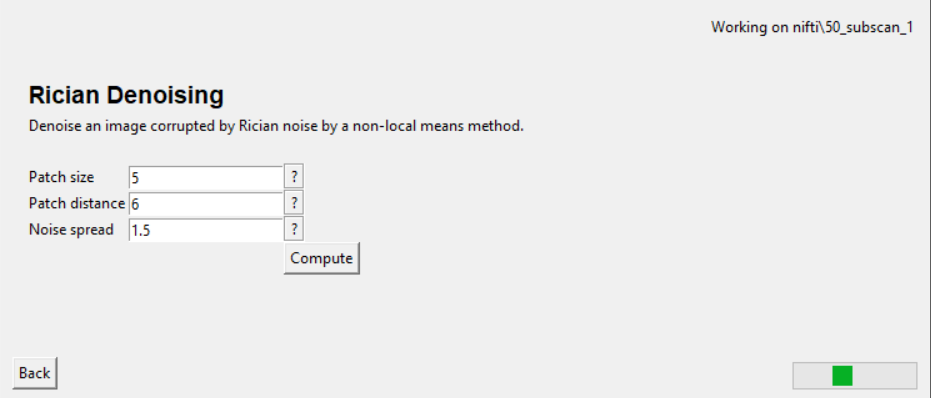 Working on nifti\50_subscan_1
Rician Denoising
Denoise an image corrupted by Rician noise by a non-local means method.
Patch size 5 ?
Patch distance 6 ?
Noise spread 1.5 ?
Compute
Back